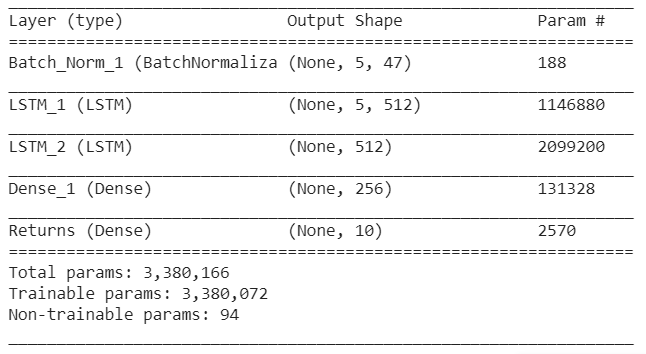 Layer (type) Output Shape Param #
Batch_Norm_1 (BatchNormaliza (None, 5, 47) 188
LSTM_1 (LSTM) (None, 5, 512) 1146880
LSTM_2 (LSTM) (None, 512) 2099200
Dense_1 (Dense) (None, 256) 131328
Returns (Dense) (None, 10) 2570
Total params: 3,380,166
Trainable params: 3,380,072
Non-trainable params: 94